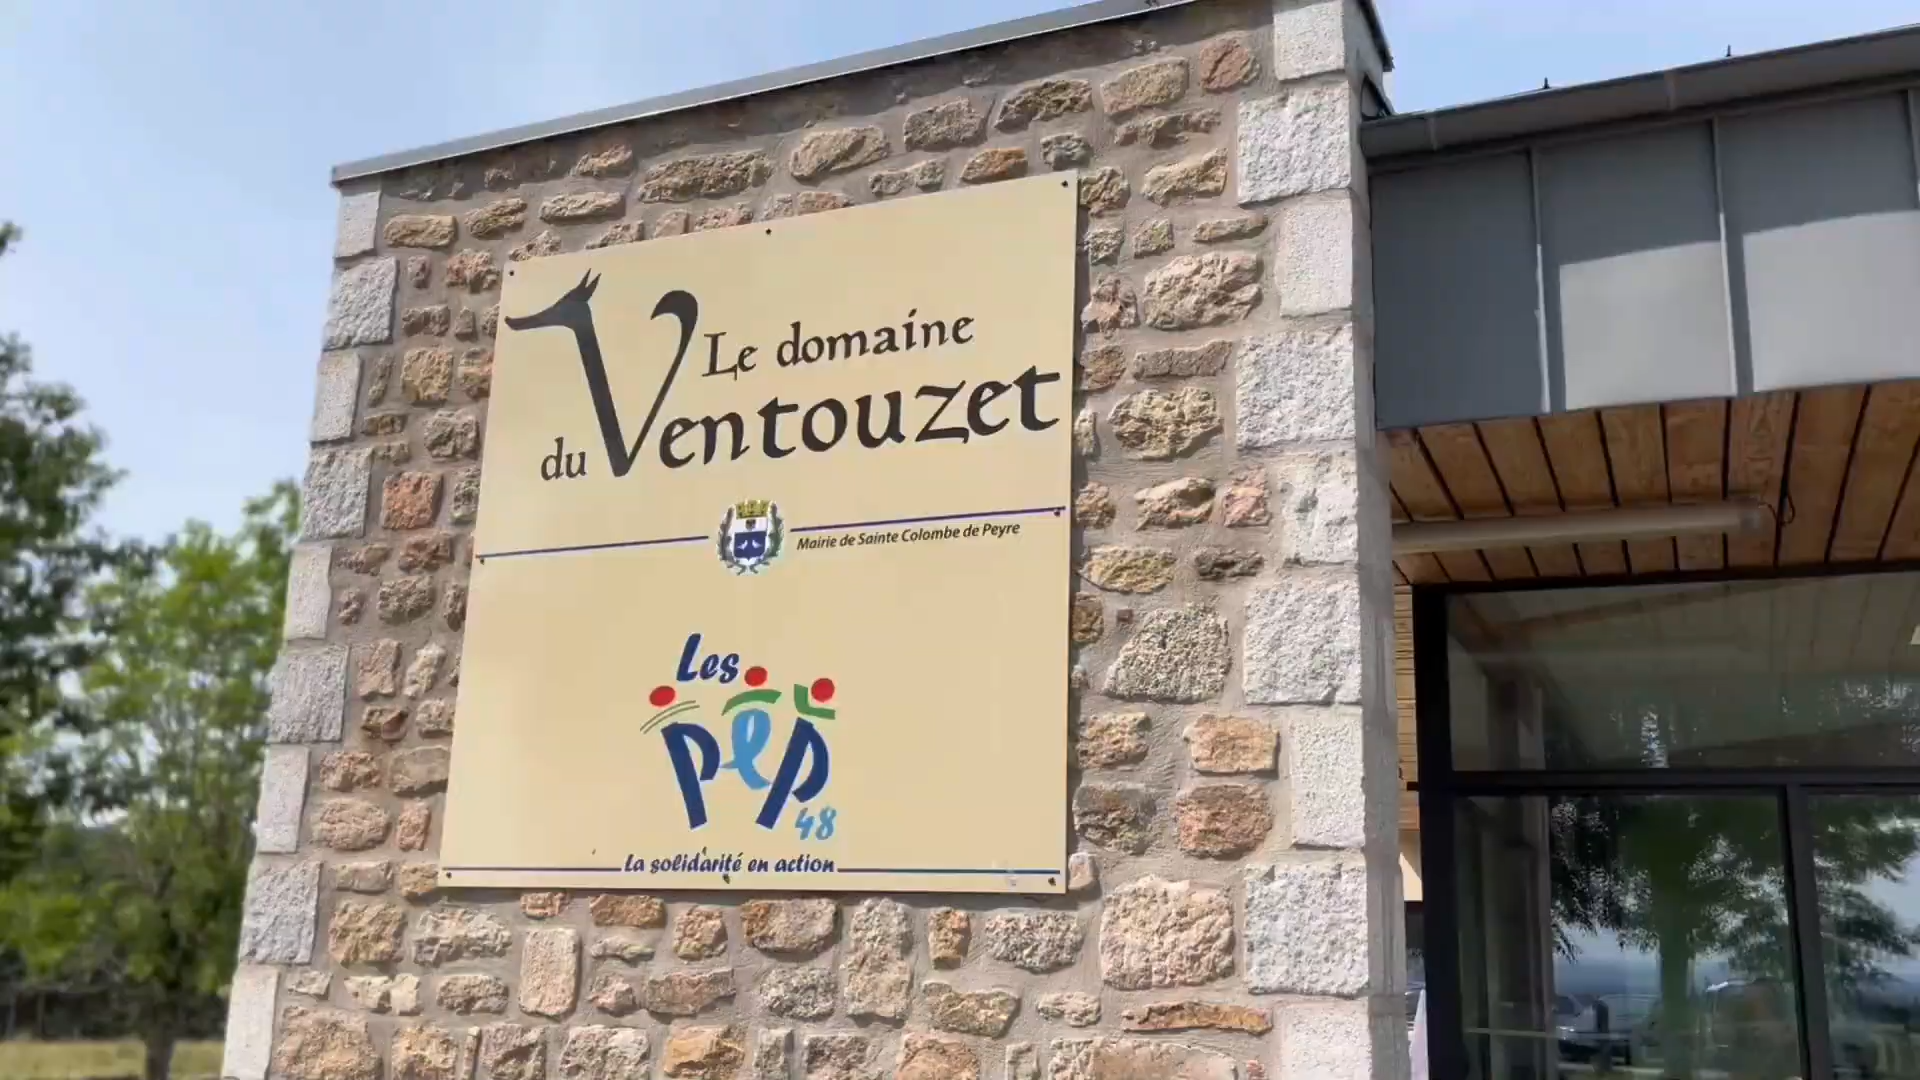 Le domaine
du Ventouzet
Mairie de Sainte Colombe de Peyre
Les
pep
48
La solidarité en action